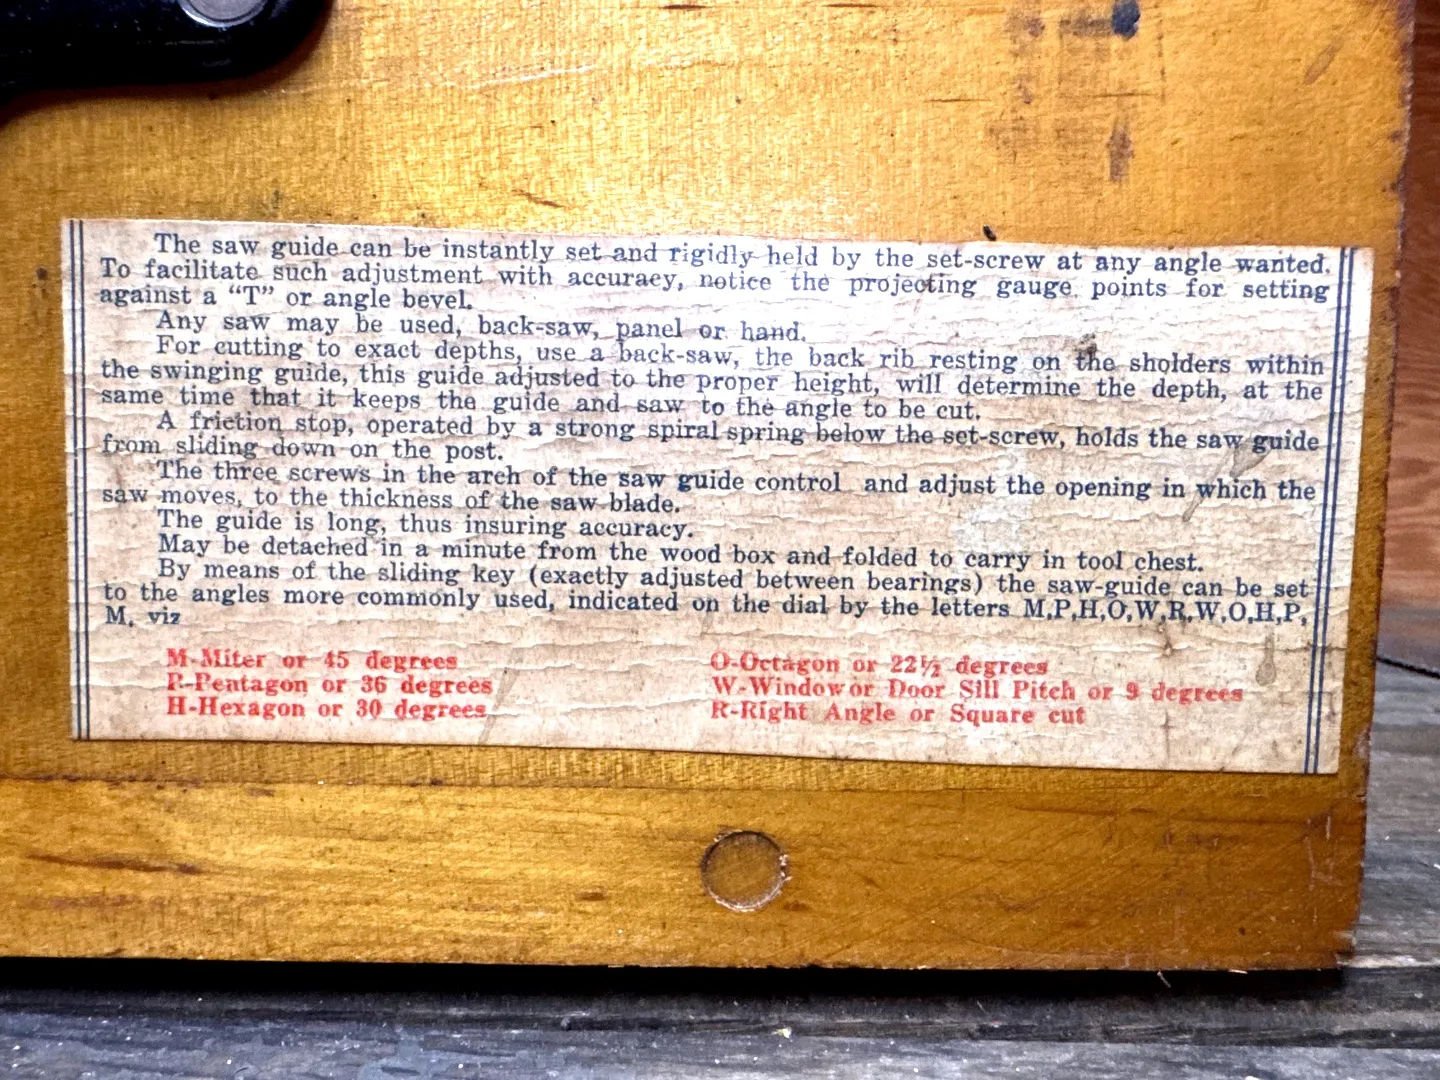 The saw guide can be instantly set and rigidly held by the set-screw at any angle wanted.
To facilitate such adjustment with accuracy, notice the projecting gauge points for setting
against a “T” or angle bevel.
Any saw may be used, back-saw, panel or hand.
For cutting to exact depths, use a back-saw, the back rib resting on the sholders within
the swinging guide, this guide adjusted to the proper height, will determine the depth, at the
same time that it keeps the guide and saw to the angle to be cut.
A friction stop, operated by a strong spiral spring below the set-screw, holds the saw guide
from sliding down on the post.
The three screws in the arch of the saw guide control and adjust the opening in which the
saw moves, to the thickness of the saw blade.
The guide is long, thus insuring accuracy.
May be detached in a minute from the wood box and folded to carry in tool chest.
By means of the sliding key (exactly adjusted between bearings) the saw-guide can be set
to the angles more commonly used, indicated on the dial by the letters M,P,H,O,W,R,W,O,H,P,
M, viz
M-Miter or 45 degrees
P-Pentagon or 36 degrees
H-Hexagon or 30 degrees
O-Octagon or 22½ degrees
W-Window or Door Sill Pitch or 9 degrees
R-Right Angle or Square cut